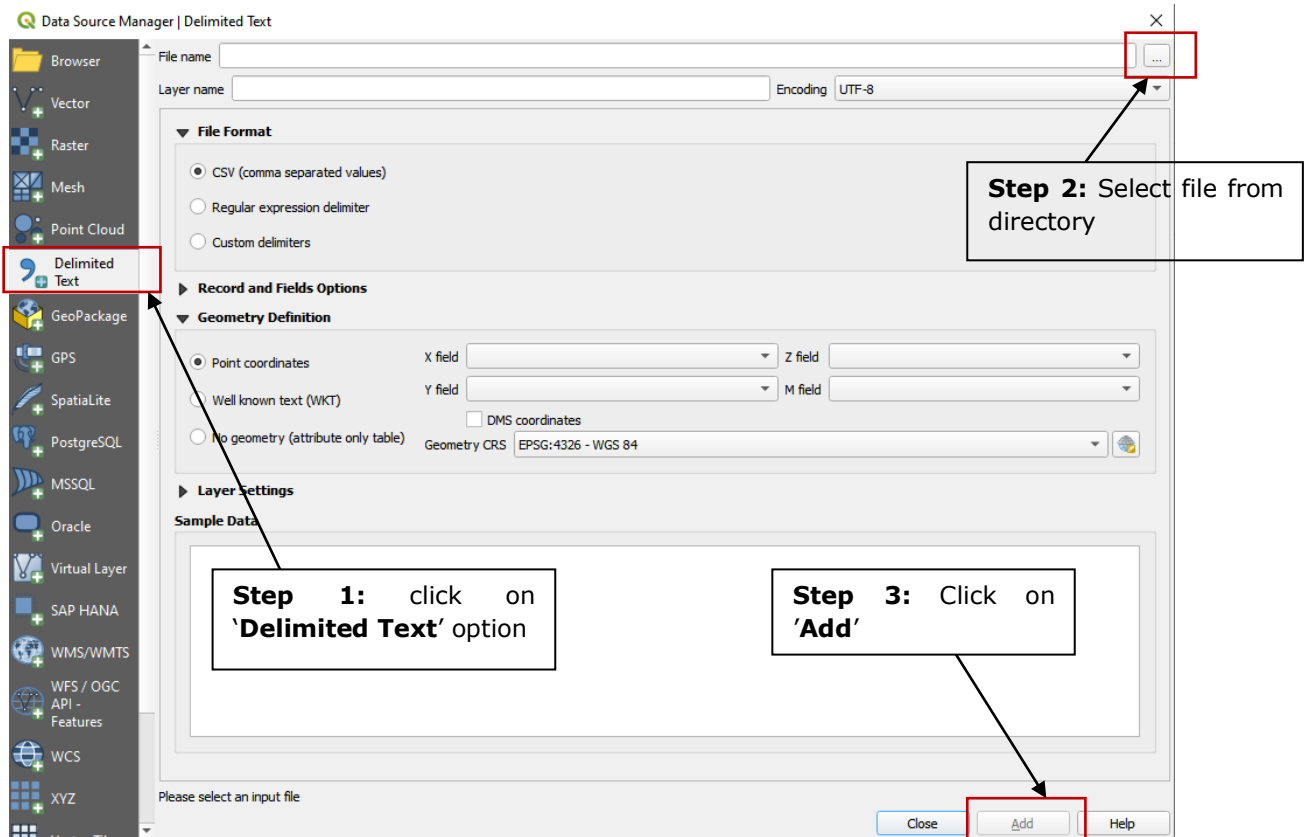 Data Source Manager | Delimited Text
Browser
Vector
Raster
Mesh
Point Cloud
Delimited
Text
GeoPackage
GPS
SpatiaLite
PostgreSQL
MSSQL
Oracle
Virtual Layer
SAP HANA
WMS/WMTS
WFS / OGC
API -
Features
WCS
XYZ
File name
...
Layer name
Encoding UTF-8
File Format
CSV (comma separated values)
Regular expression delimiter
Custom delimiters
Step 2: Select file from
directory
Record and Fields Options
Geometry Definition
Point coordinates
X field
Z field
Well known text (WKT)
Y field
M field
DMS coordinates
No geometry (attribute only table)
Geometry CRS EPSG:4326 - WGS 84
Layer Settings
Sample Data
Step 1: click on
‘Delimited Text’ option
Step 3: Click on
’Add’
Please select an input file
Close
Add
Help